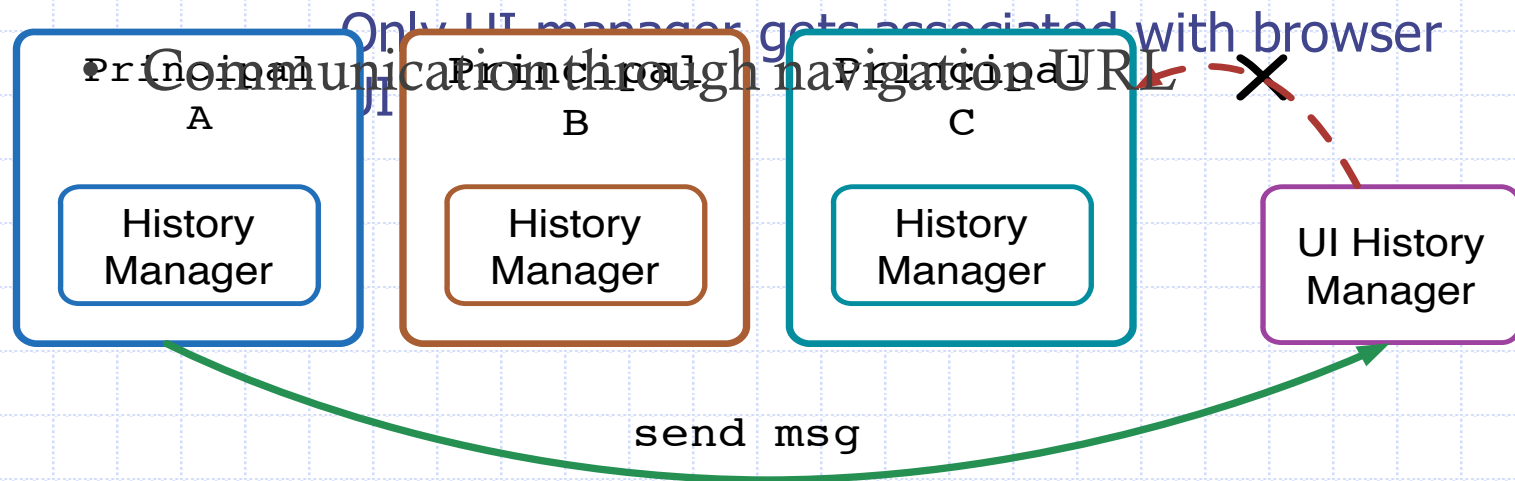 Only UI manager gets associated with browser
UI
• Communication through navigation URL
Principal
A
Principal
B
Principal
C
History
Manager
History
Manager
History
Manager
UI History
Manager
send msg